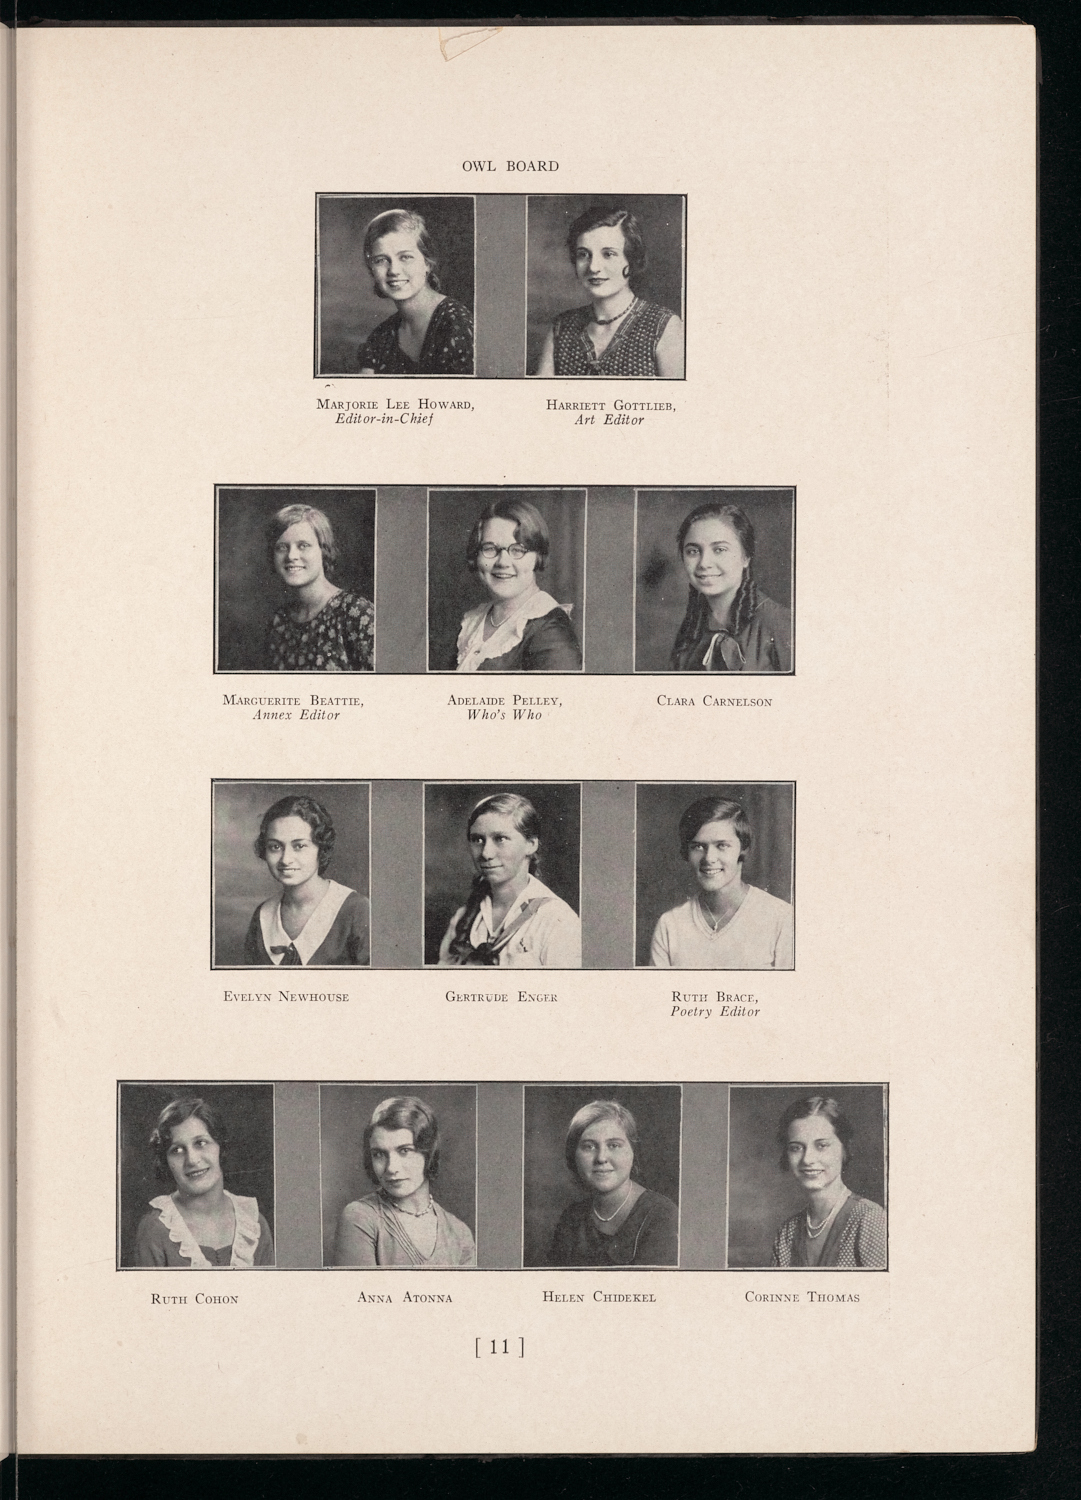 OWL BOARD
MARJORIE LEE HOWARD, HARRIETT GOTTLIEB,
Editor-in-Chief Art Editor
MARGUERITE BEATTIE, ADELAIDE PELLEY, CLARA CARNELSON
Annex Editor Who's Who
EVELYN NEWHOUSE GERTRUDE ENGER RUTH BRACE,
Poetry Editor
RUTH COHON ANNA ATONNA HELEN CHIDEKEL CORINNE THOMAS
[ 11 ]